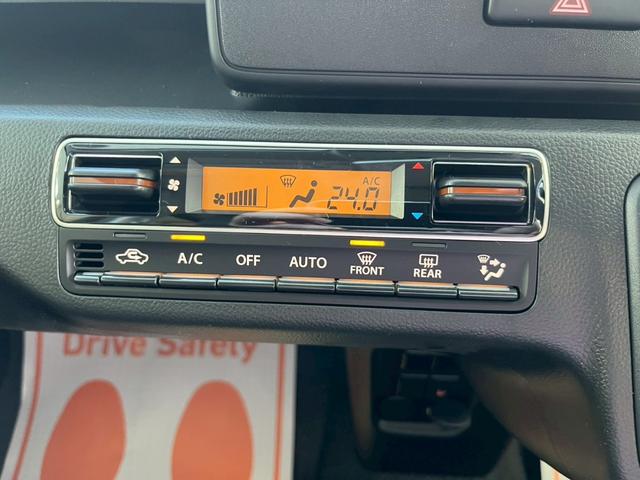 A/C
24.0
A/C
OFF
AUTO
FRONT
REAR
Drive Safety